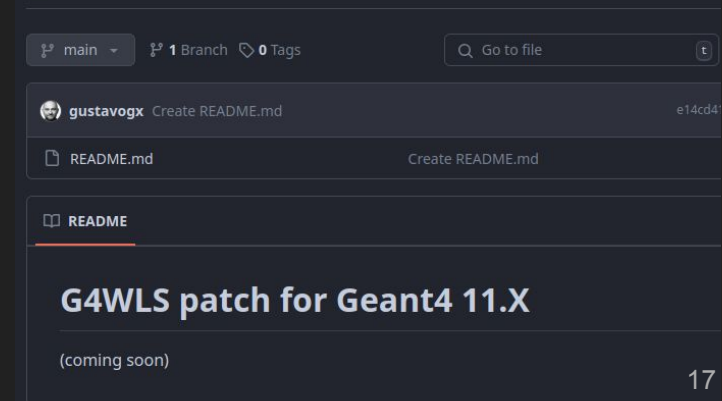 main 1 Branch 0 Tags Go to file t
gustavogx Create README.md e14cd41
README.md Create README.md
README
G4WLS patch for Geant4 11.X
(coming soon)
17